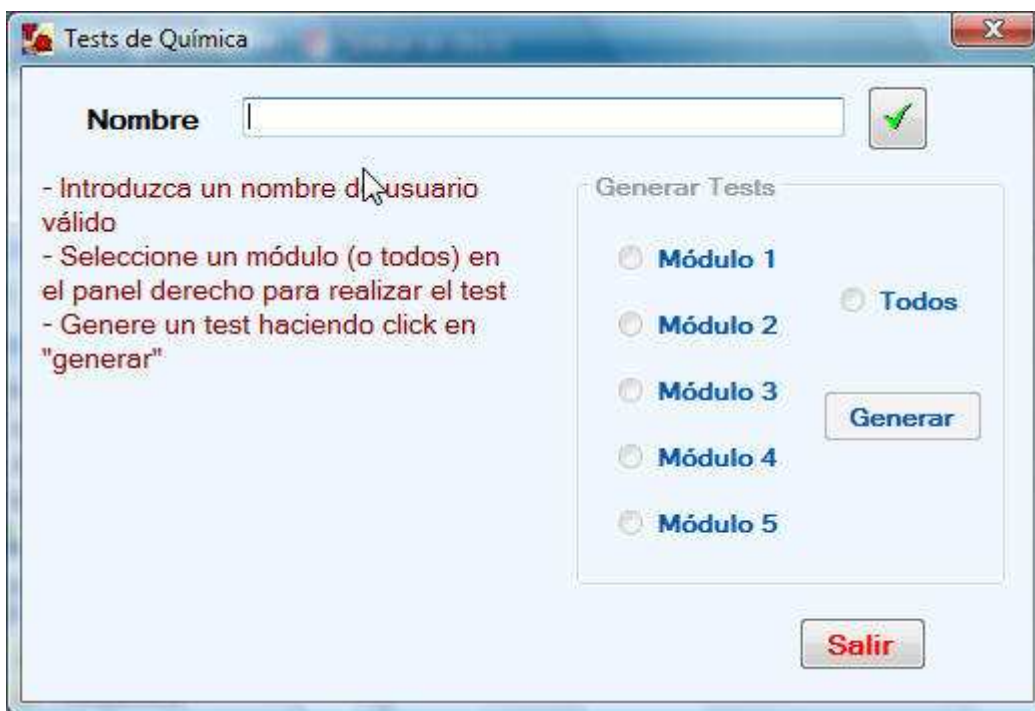 Tests de Química
Nombre
- Introduzca un nombre de usuario
válido
- Seleccione un módulo (o todos) en
el panel derecho para realizar el test
- Genere un test haciendo click en
"generar"
Generar Tests
Módulo 1
Módulo 2
Módulo 3
Módulo 4
Módulo 5
Todos
Generar
Salir